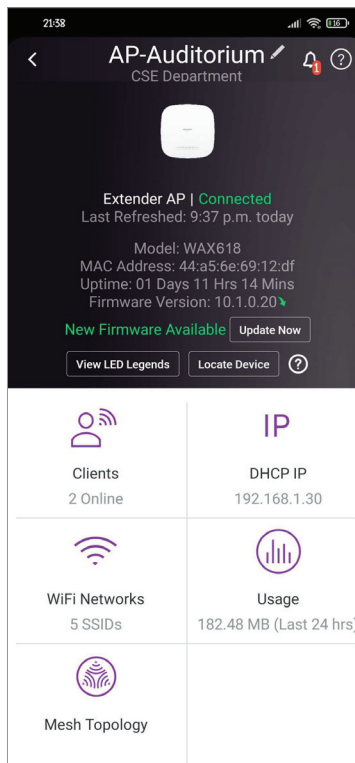 21:38
16
AP-Auditorium
CSE Department
1
?
Extender AP | Connected
Last Refreshed: 9:37 p.m. today
Model: WAX618
MAC Address: 44:a5:6e:69:12:df
Uptime: 01 Days 11 Hrs 14 Mins
Firmware Version: 10.1.0.20
New Firmware Available Update Now
View LED Legends Locate Device ?
IP
Clients DHCP IP
2 Online 192.168.1.30
WiFi Networks Usage
5 SSIDs 182.48 MB (Last 24 hrs)
Mesh Topology